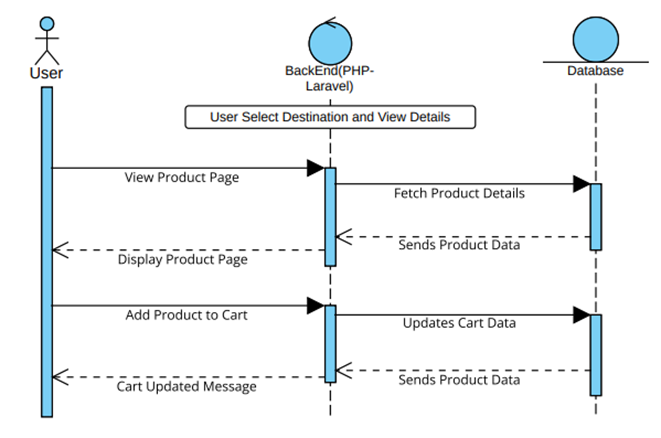 User
BackEnd(PHP-
Laravel)
Database
User Select Destination and View Details
View Product Page
Fetch Product Details
Sends Product Data
Display Product Page
Add Product to Cart
Updates Cart Data
Sends Product Data
Cart Updated Message